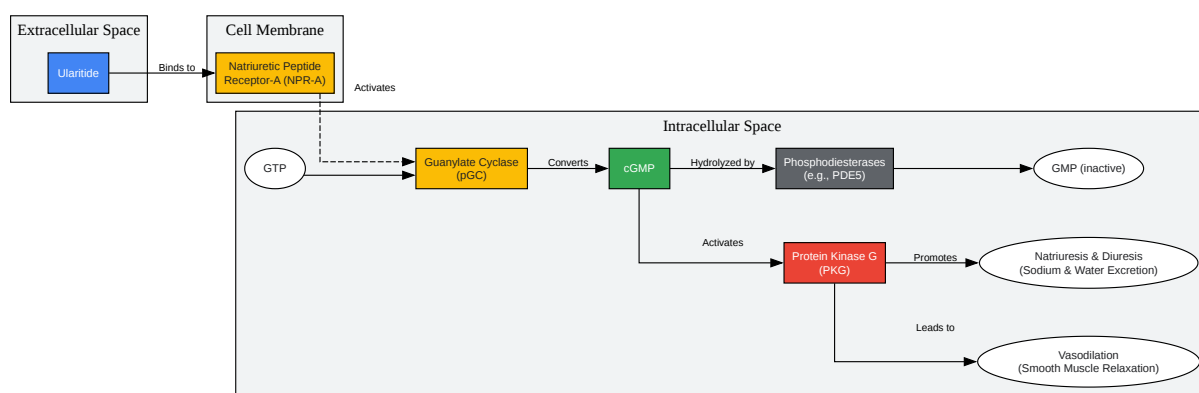 Extracellular Space
Cell Membrane
Ularitide
Binds to
Natriuretic Peptide
Receptor-A (NPR-A)
Activates
Intracellular Space
GTP
Guanylate Cyclase
(pGC)
Converts
cGMP
Hydrolyzed by
Phosphodiesterases
(e.g., PDE5)
GMP (inactive)
Activates
Protein Kinase G
(PKG)
Promotes
Natriuresis & Diuresis
(Sodium & Water Excretion)
Leads to
Vasodilation
(Smooth Muscle Relaxation)